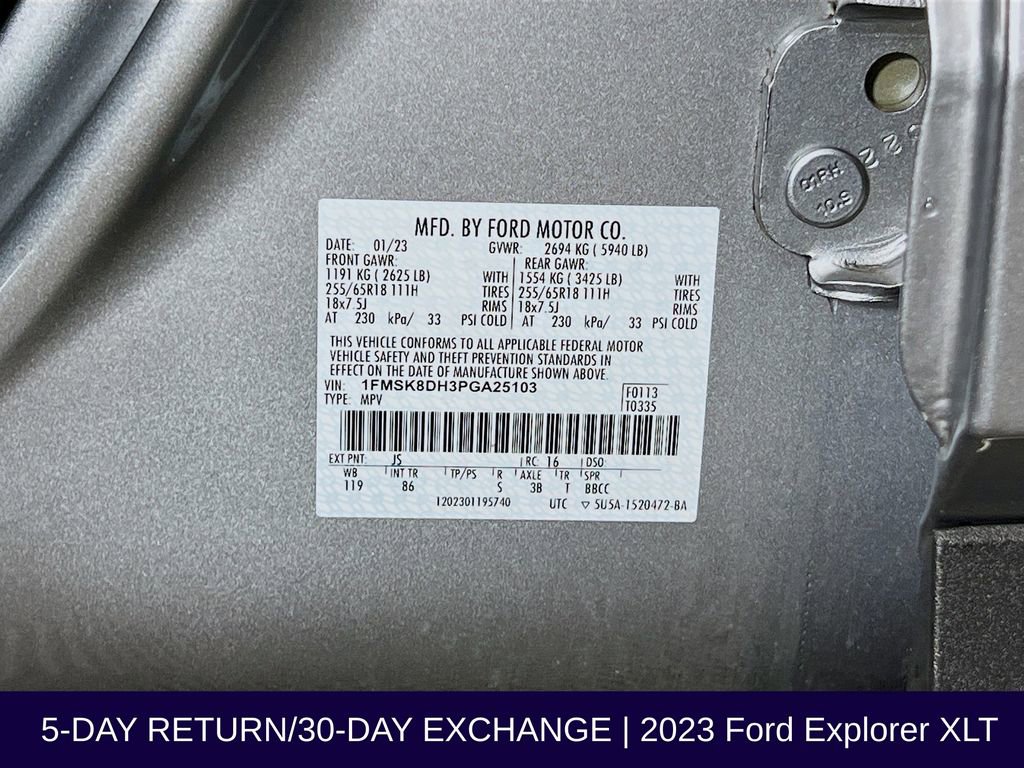 MFD. BY FORD MOTOR CO.
DATE: 01/23 GVWR: 2694 KG ( 5940 LB)
FRONT GAWR: REAR GAWR:
1191 KG ( 2625 LB) WITH 1554 KG ( 3425 LB) WITH
255/65R18 111H TIRES 255/65R18 111H TIRES
18x7.5J RIMS 18x7.5J RIMS
AT 230 kPa/ 33 PSI COLD AT 230 kPa/ 33 PSI COLD
THIS VEHICLE CONFORMS TO ALL APPLICABLE FEDERAL MOTOR
VEHICLE SAFETY AND THEFT PREVENTION STANDARDS IN
EFFECT ON THE DATE OF MANUFACTURE SHOWN ABOVE.
VIN: 1FMSK8DH3PGA25103
TYPE: MPV
F0113
T0335
EXT PNT: JS RC: 16 DSO
WB INT TR TP/PS R AXLE TR SPR
119 86 S 3B T BBCC
1202301195740 UTC ▽ 5U5A-1520472-BA
01RH
10.9
5-DAY RETURN/30-DAY EXCHANGE | 2023 Ford Explorer XLT